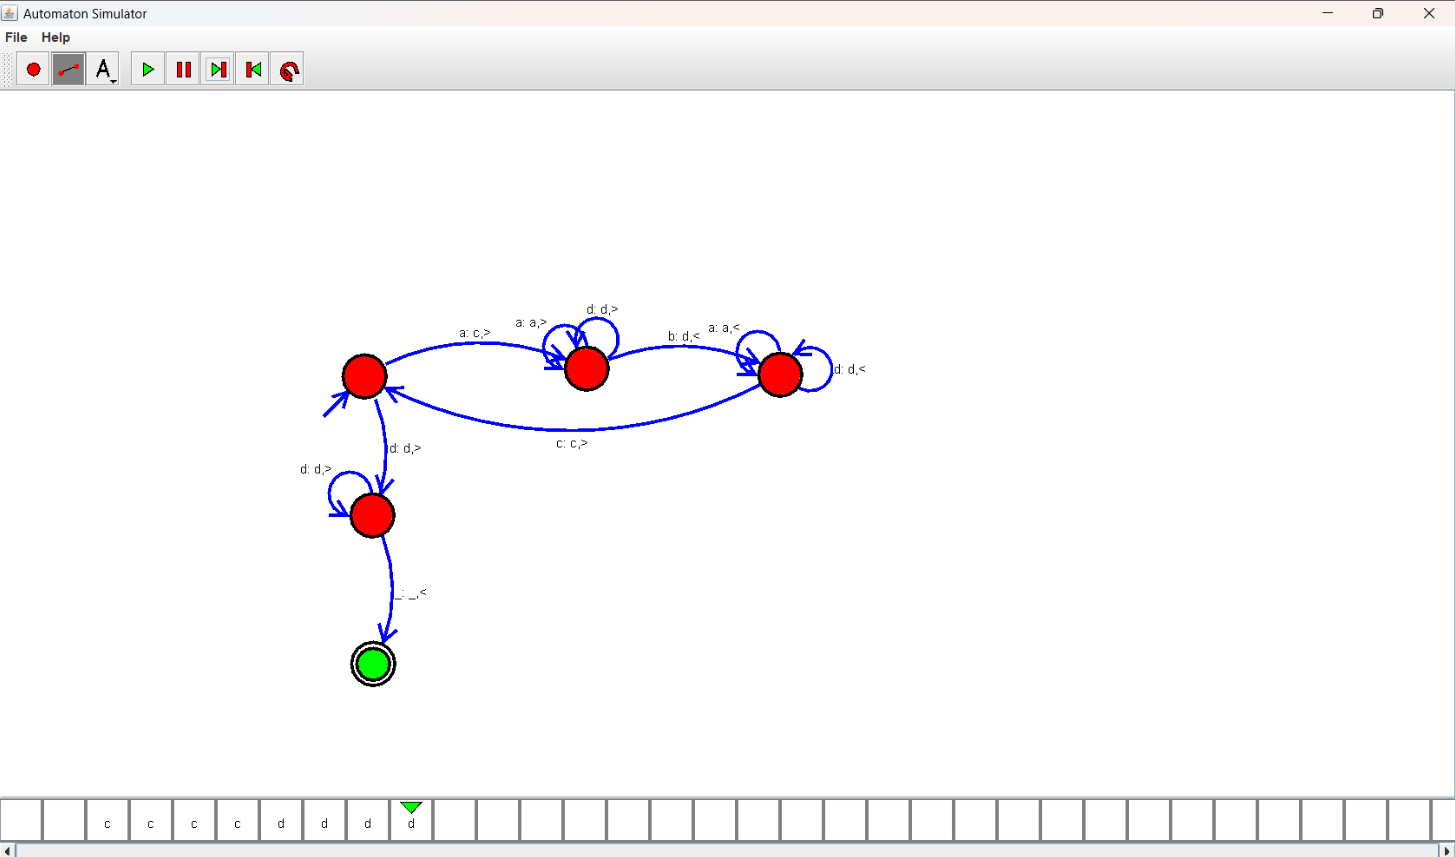 Automaton Simulator
File Help
A
d: d,>
a: a,>
a: c,>
b: d,<
a: a,<
d: d,<
c: c,>
d: d,>
d: d,>
_: _,<
c c c c d d d d